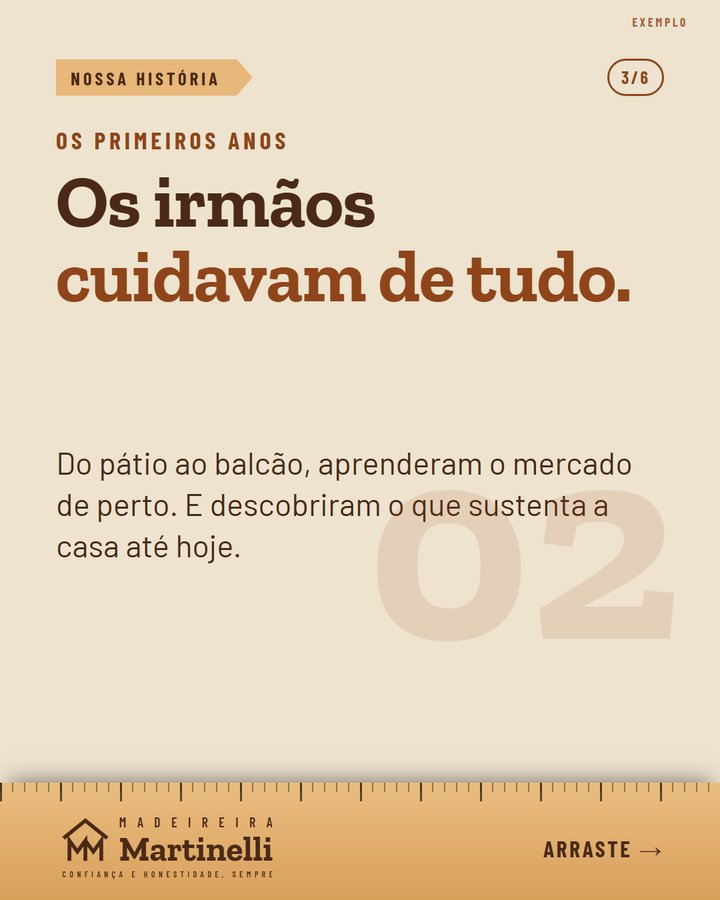 EXEMPLO
NOSSA HISTÓRIA
3/6
OS PRIMEIROS ANOS
Os irmãos
cuidavam de tudo.
Do pátio ao balcão, aprenderam o mercado
de perto. E descobriram o que sustenta a
casa até hoje.
02
MADEIREIRA
Martinelli
CONFIANÇA E HONESTIDADE, SEMPRE
ARRASTE →